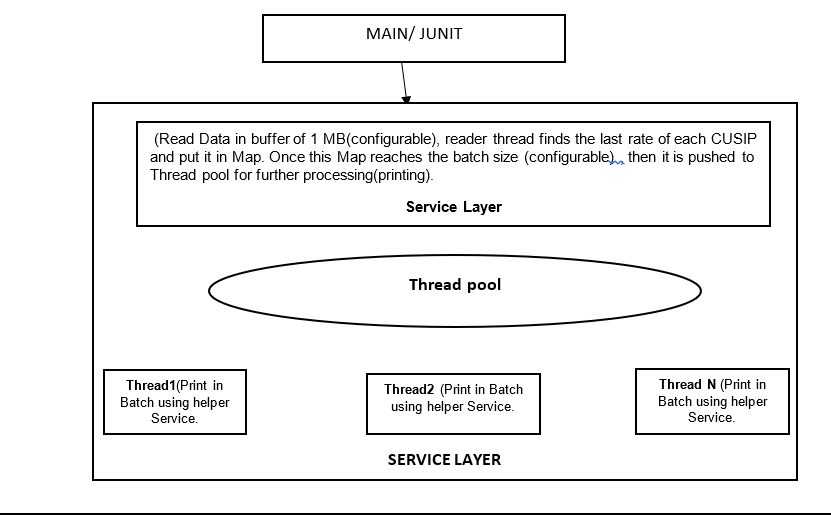 MAIN/ JUNIT
(Read Data in buffer of 1 MB(configurable), reader thread finds the last rate of each CUSIP
and put it in Map. Once this Map reaches the batch size (configurable), then it is pushed to
Thread pool for further processing(printing).
Service Layer
Thread pool
Thread1(Print in
Batch using helper
Service.
Thread2 (Print in Batch
using helper Service.
Thread N (Print in
Batch using helper
Service.
SERVICE LAYER